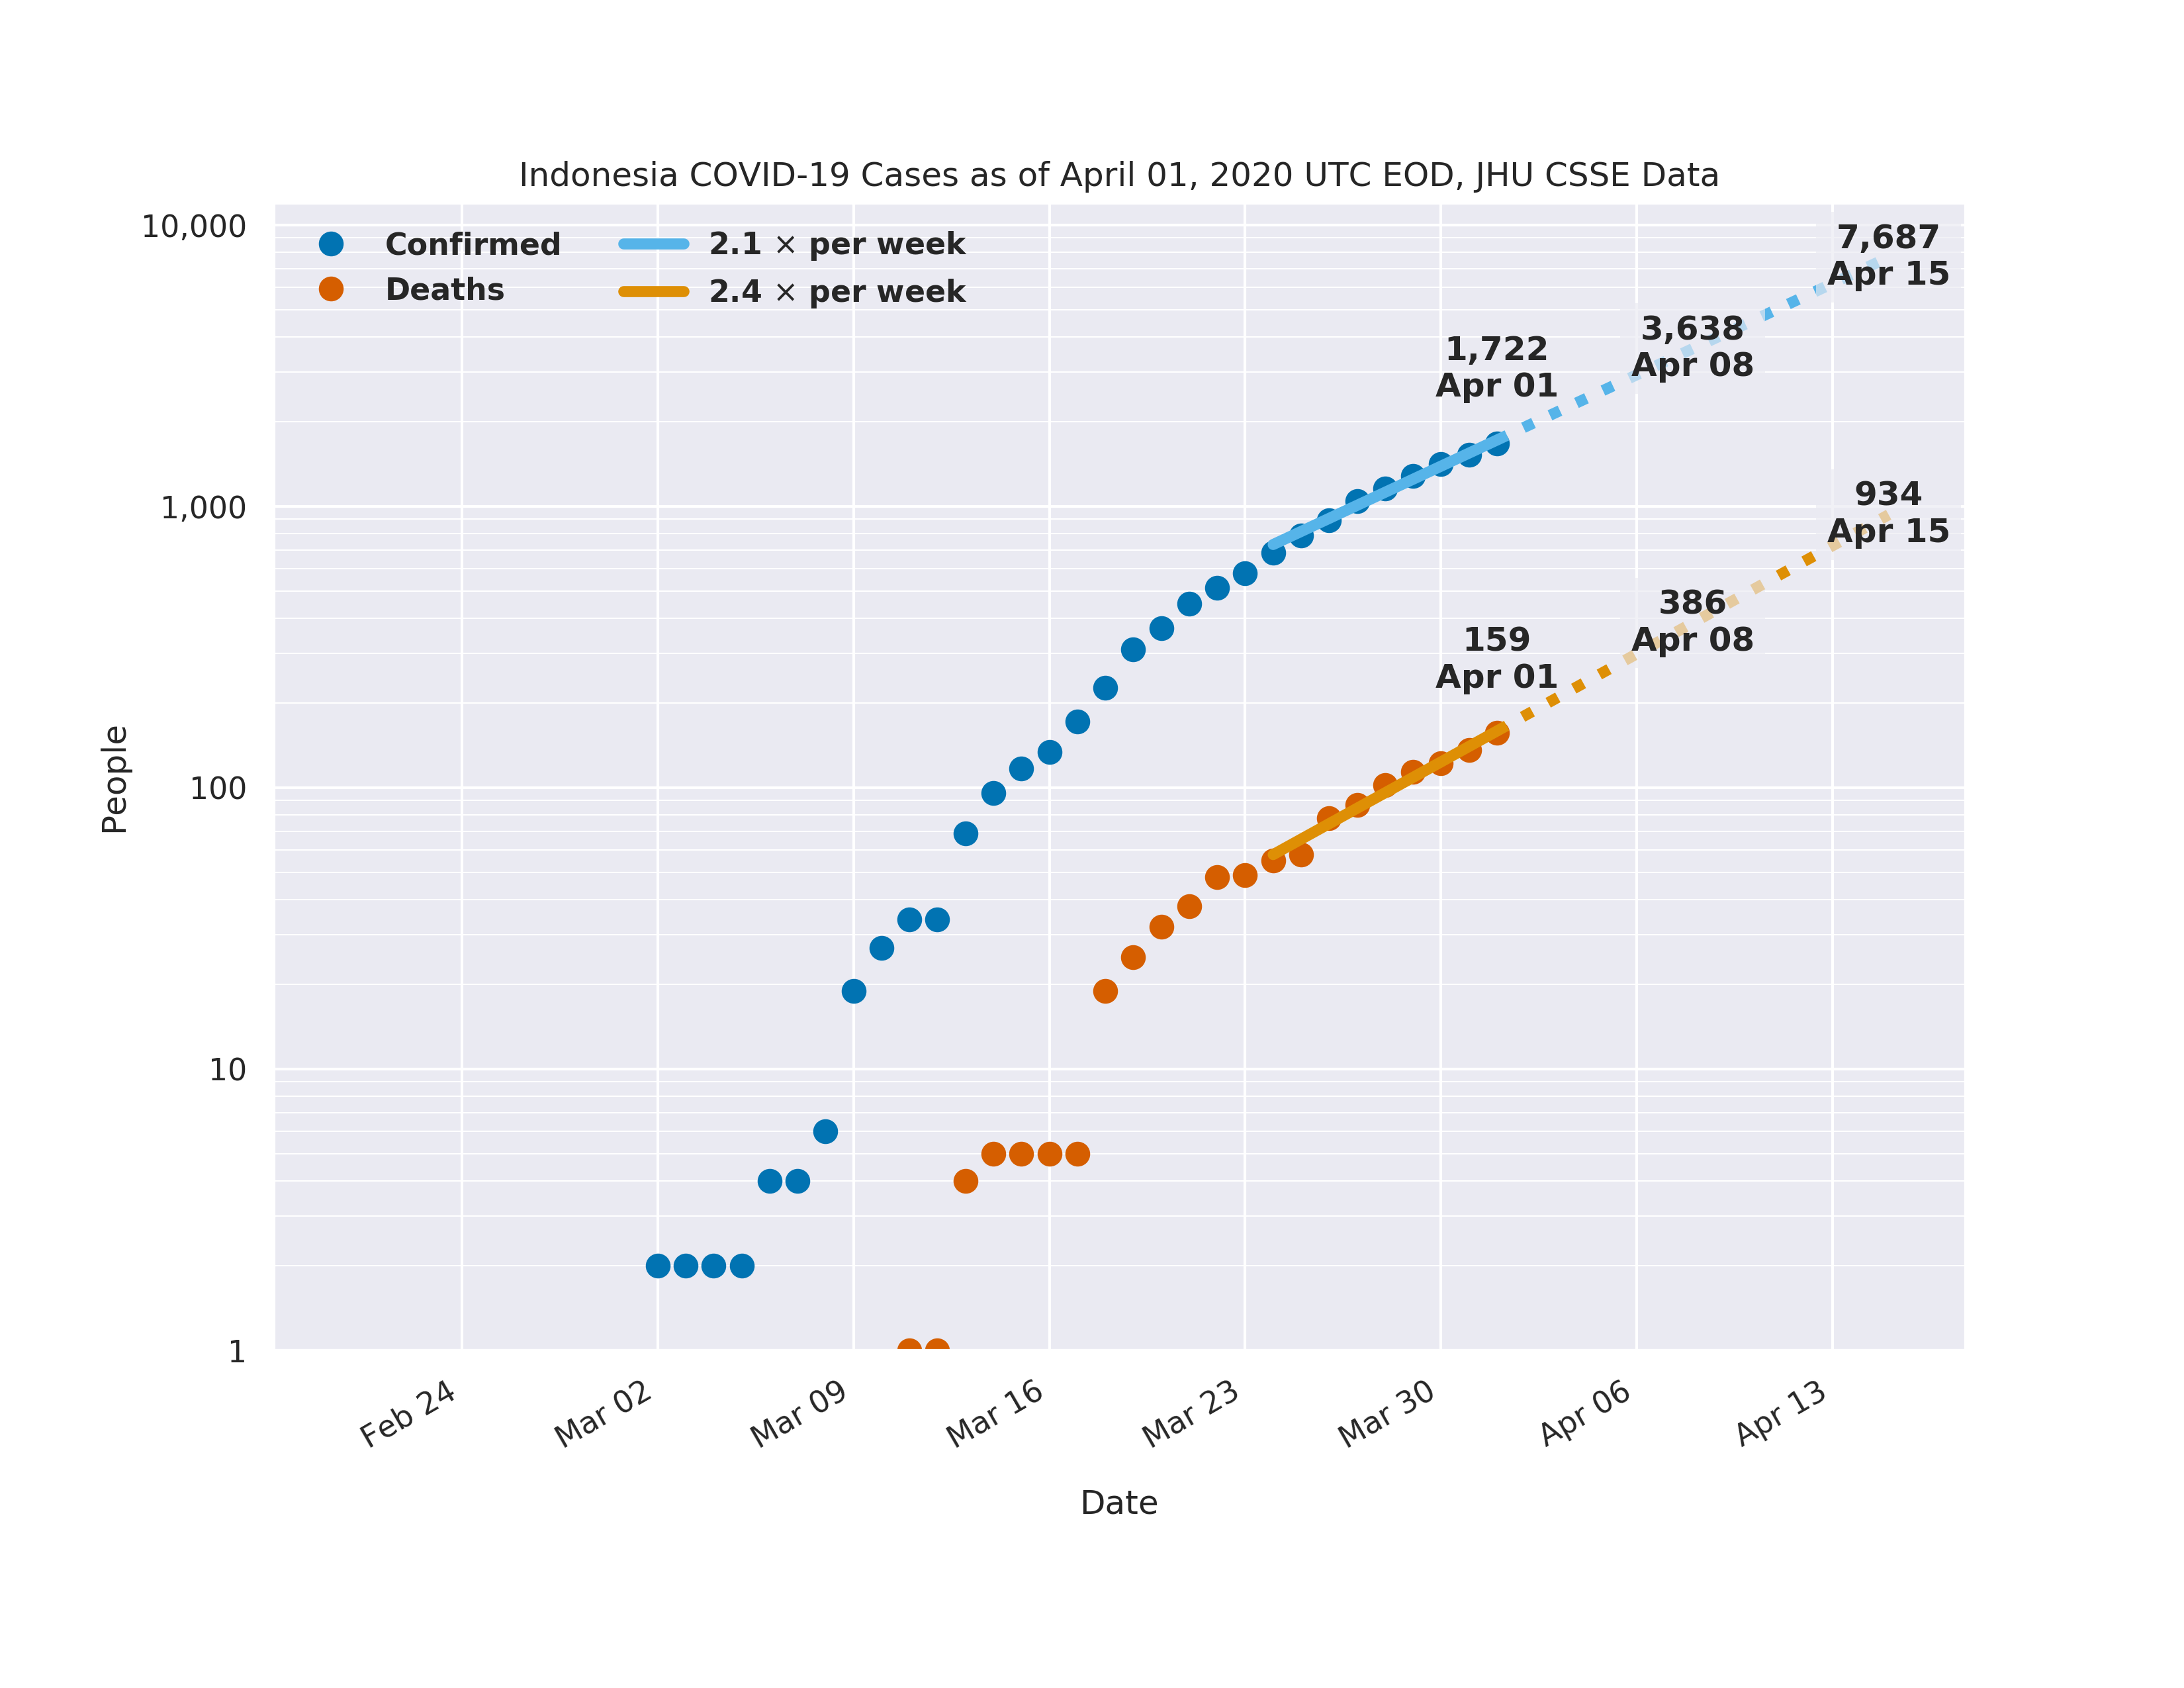 Indonesia COVID-19 Cases as of April 01, 2020 UTC EOD, JHU CSSE Data
10,000
1,000
100
10
1
People
Confirmed
Deaths
2.1 × per week
2.4 × per week
7,687
Apr 15
3,638
Apr 08
1,722
Apr 01
934
Apr 15
386
Apr 08
159
Apr 01
Feb 24
Mar 02
Mar 09
Mar 16
Mar 23
Mar 30
Apr 06
Apr 13
Date